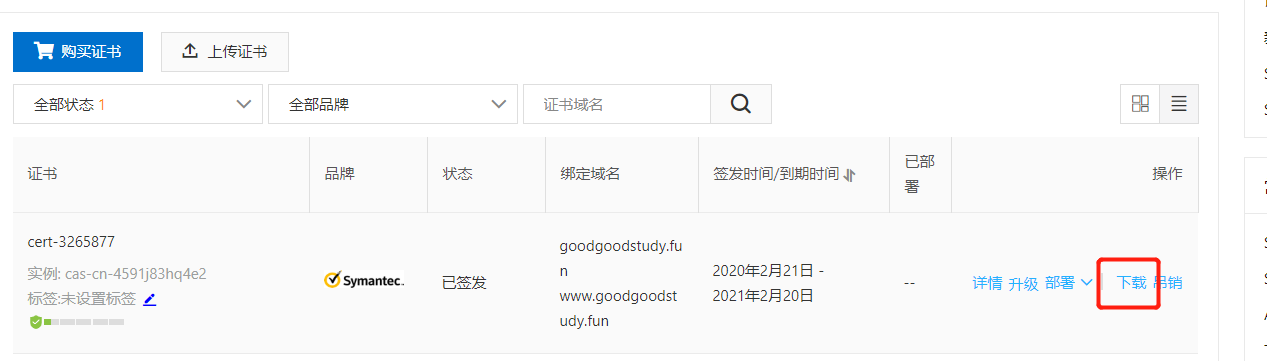 购买证书
上传证书
全部状态 1
全部品牌
证书域名
证书
品牌
状态
绑定域名
签发时间/到期时间
已部
署
操作
cert-3265877
实例: cas-cn-4591j83hq4e2
标签:未设置标签
Symantec.
已签发
goodgoodstudy.fu
n
www.goodgoodst
udy.fun
2020年2月21日 -
2021年2月20日
--
详情 升级 部署
下载 吊销